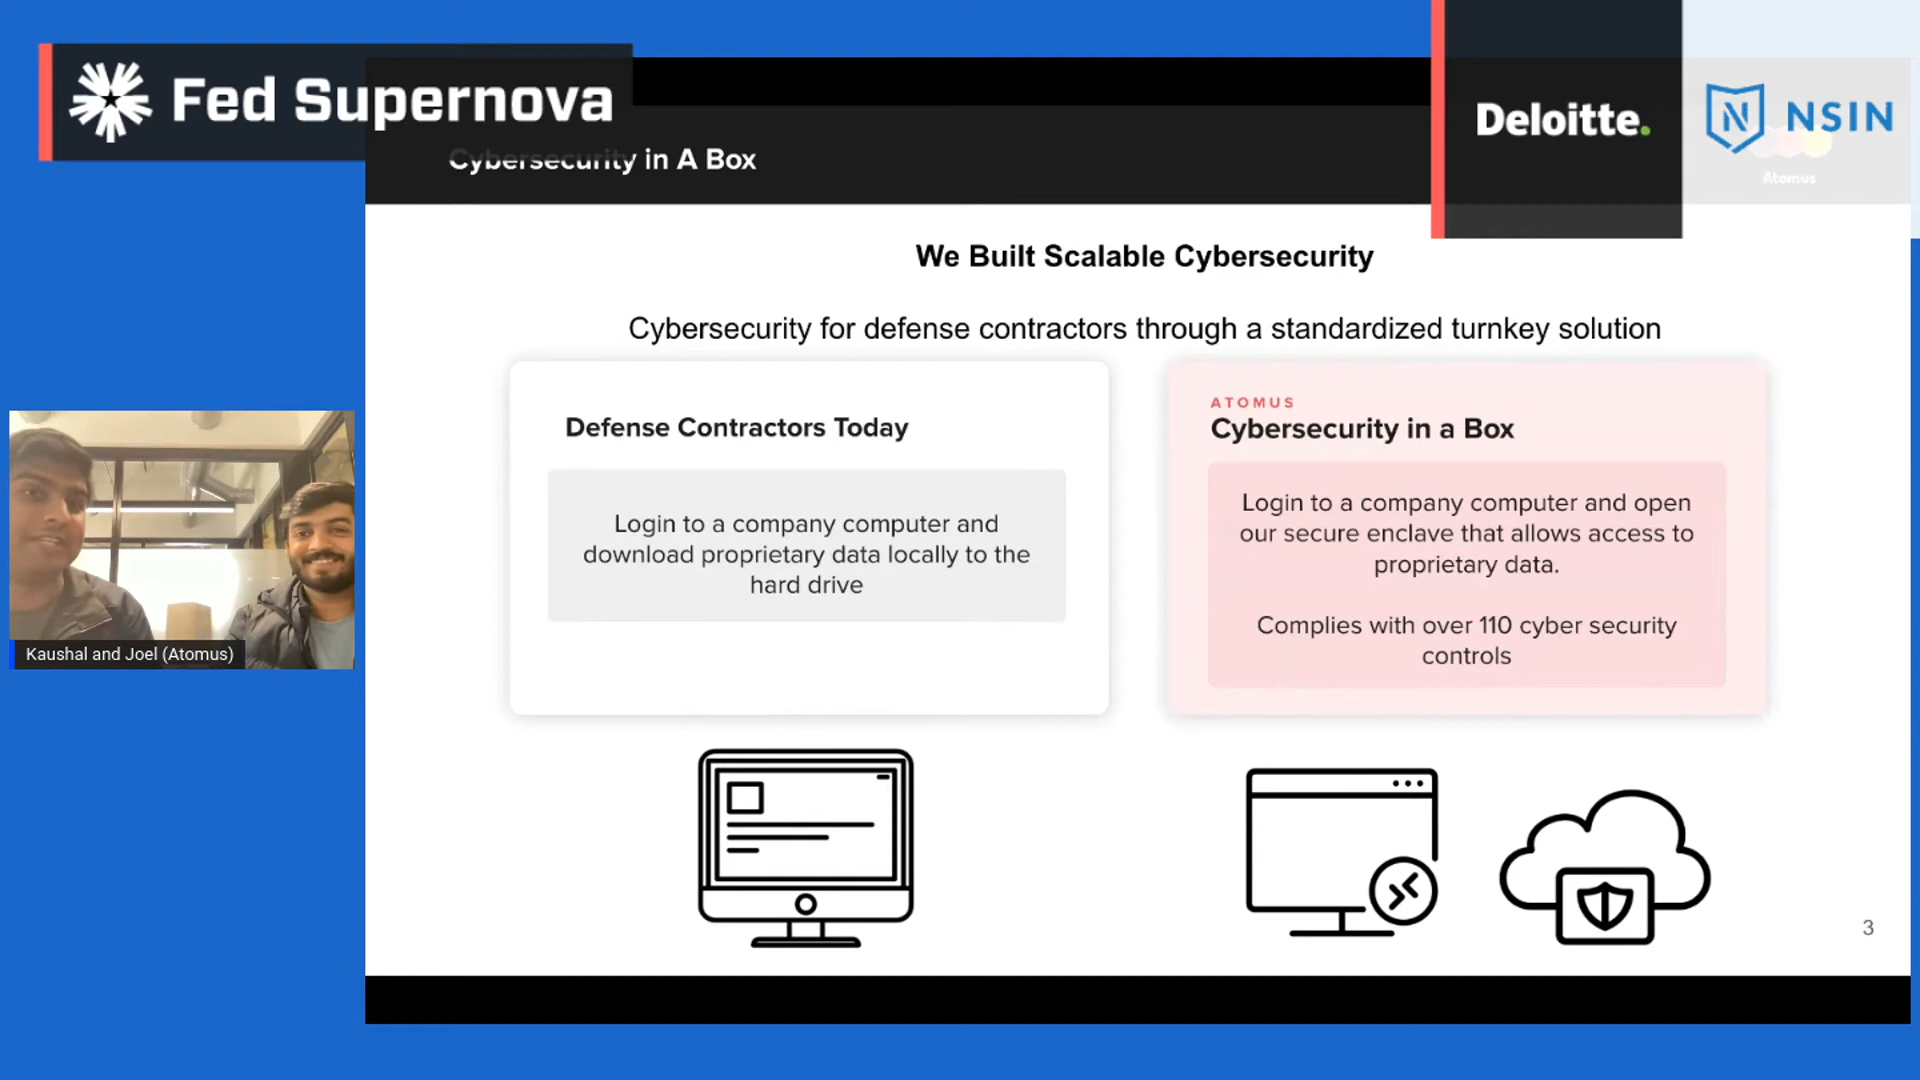 Fed Supernova
Deloitte.
N NSIN
Cybersecurity in A Box
Atomus
We Built Scalable Cybersecurity
Cybersecurity for defense contractors through a standardized turnkey solution
Defense Contractors Today
Login to a company computer and
download proprietary data locally to the
hard drive
ATOMUS
Cybersecurity in a Box
Login to a company computer and open
our secure enclave that allows access to
proprietary data.
Complies with over 110 cyber security
controls
Kaushal and Joel (Atomus)
3